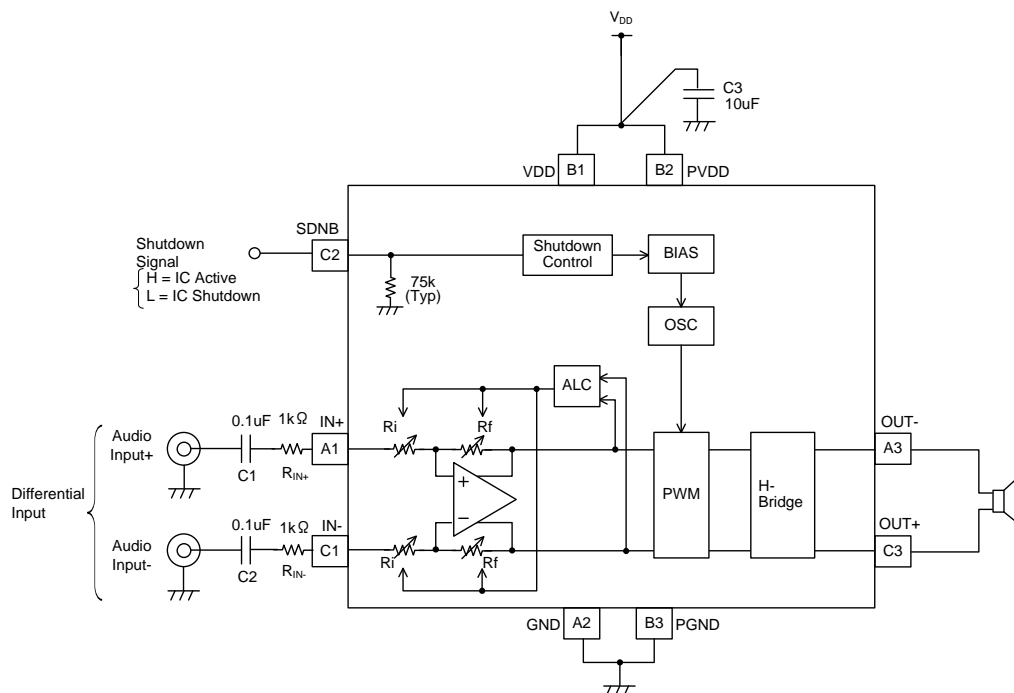 VDD
C3
10uF
VDD
B1
B2
PVDD
SDNB
C2
Shutdown
Signal
H = IC Active
L = IC Shutdown
75k
(Typ)
Shutdown
Control
BIAS
OSC
ALC
Differential
Input
Audio
Input+
0.1uF
C1
1kΩ
RIN+
IN+
A1
Ri
Rf
+
−
PWM
H-
Bridge
OUT-
A3
OUT+
C3
Audio
Input-
0.1uF
C2
1kΩ
RIN-
IN-
C1
Ri
Rf
GND
A2
B3
PGND